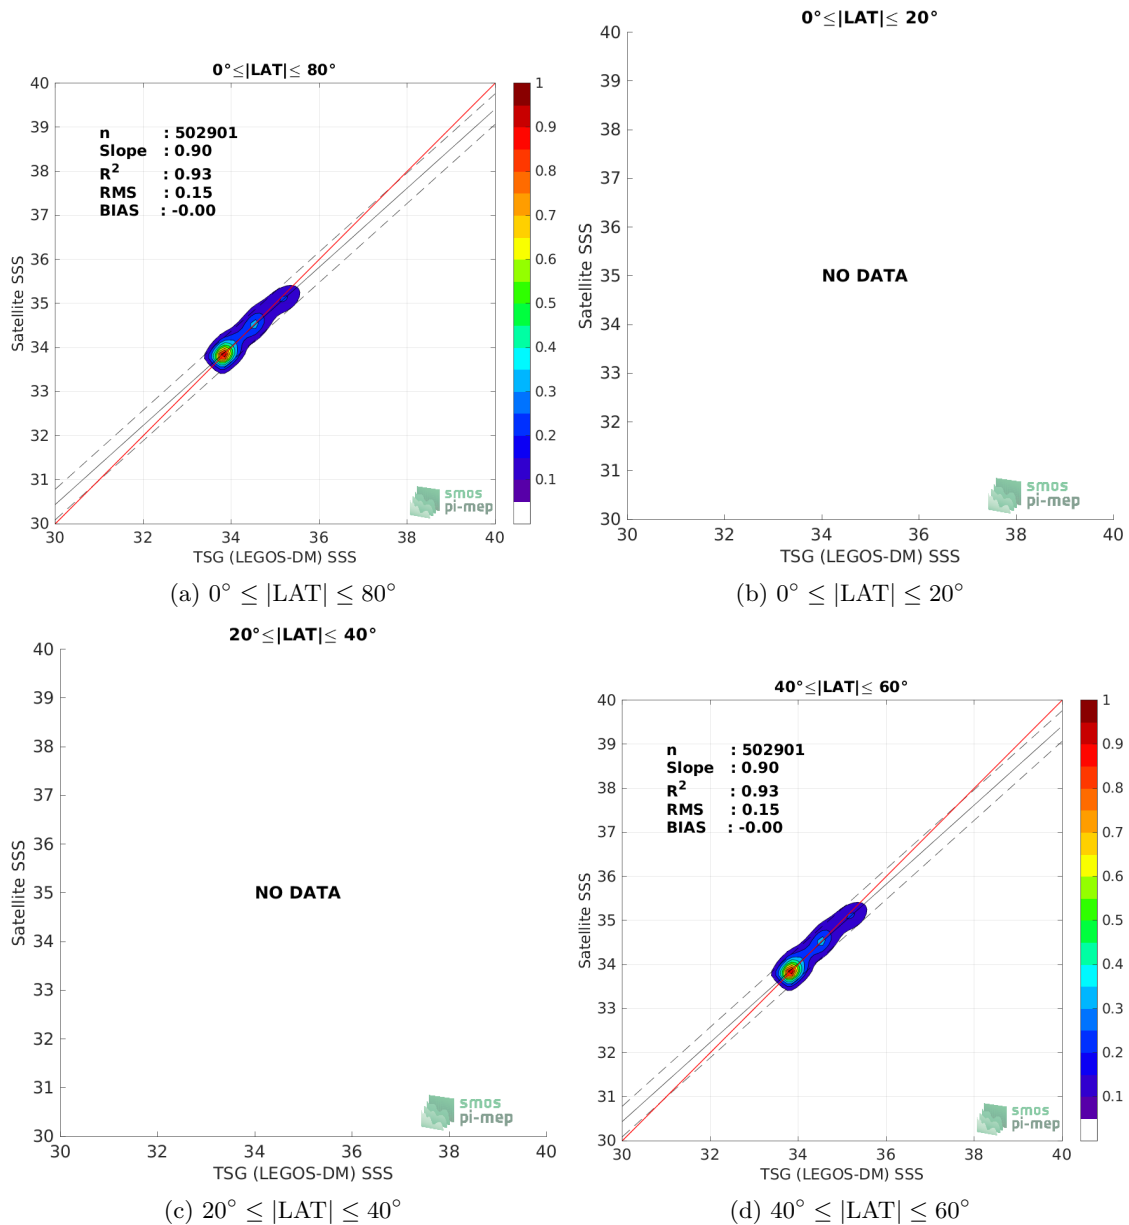 0°≤|LAT|≤ 80°
40
39
38
37
36
35
34
33
32
31
30
Satellite SSS
n : 502901
Slope : 0.90
R² : 0.93
RMS : 0.15
BIAS : -0.00
smos
pi-mep
30 32 34 36 38 40
TSG (LEGOS-DM) SSS
1
0.9
0.8
0.7
0.6
0.5
0.4
0.3
0.2
0.1
(a) 0° ≤ |LAT| ≤ 80°
0°≤|LAT|≤ 20°
40
39
38
37
36
35
34
33
32
31
30
Satellite SSS
NO DATA
smos
pi-mep
30 32 34 36 38 40
TSG (LEGOS-DM) SSS
(b) 0° ≤ |LAT| ≤ 20°
20°≤|LAT|≤ 40°
40
39
38
37
36
35
34
33
32
31
30
Satellite SSS
NO DATA
smos
pi-mep
30 32 34 36 38 40
TSG (LEGOS-DM) SSS
(c) 20° ≤ |LAT| ≤ 40°
40°≤|LAT|≤ 60°
40
39
38
37
36
35
34
33
32
31
30
Satellite SSS
n : 502901
Slope : 0.90
R² : 0.93
RMS : 0.15
BIAS : -0.00
smos
pi-mep
30 32 34 36 38 40
TSG (LEGOS-DM) SSS
1
0.9
0.8
0.7
0.6
0.5
0.4
0.3
0.2
0.1
(d) 40° ≤ |LAT| ≤ 60°